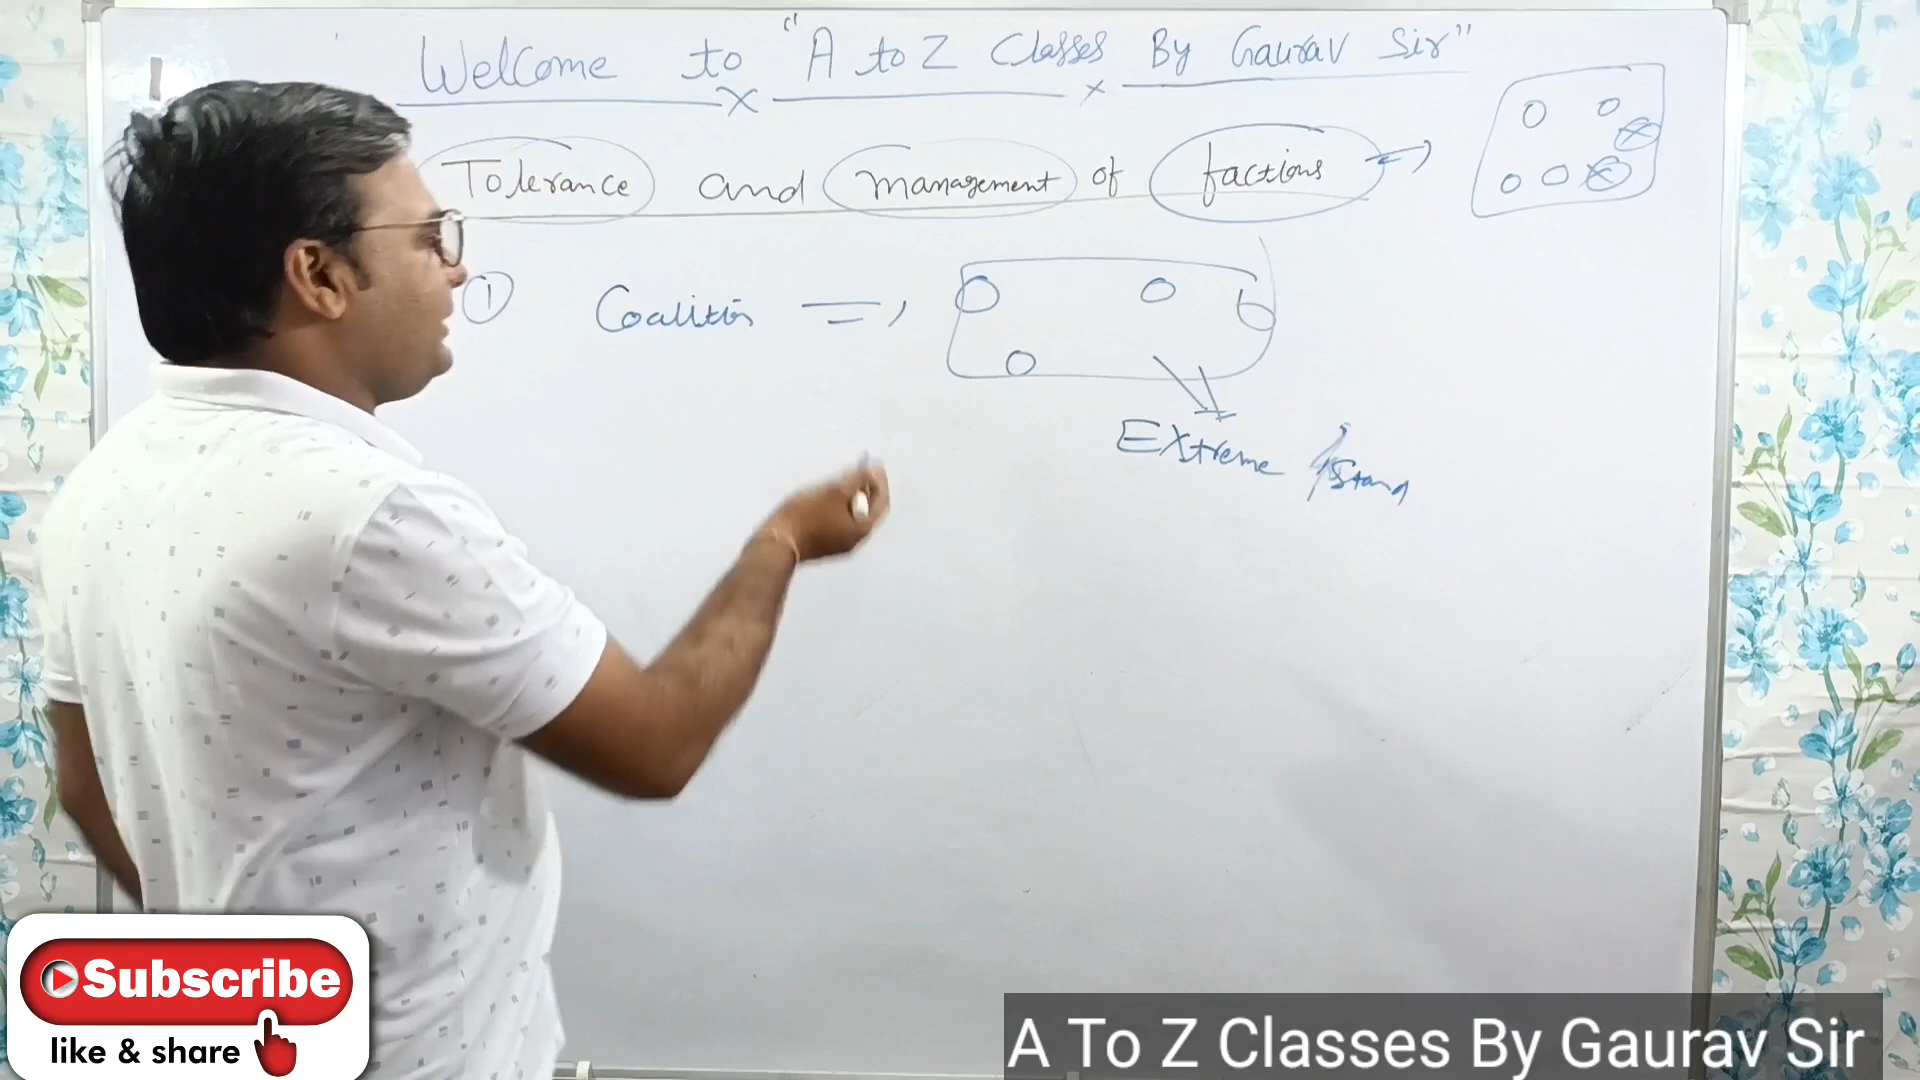 Welcome to "A to Z Classes By Gaurav Sir"
Tolerance and management of factions
① Coalition
Extreme
Subscribe
like & share
A To Z Classes By Gaurav Sir